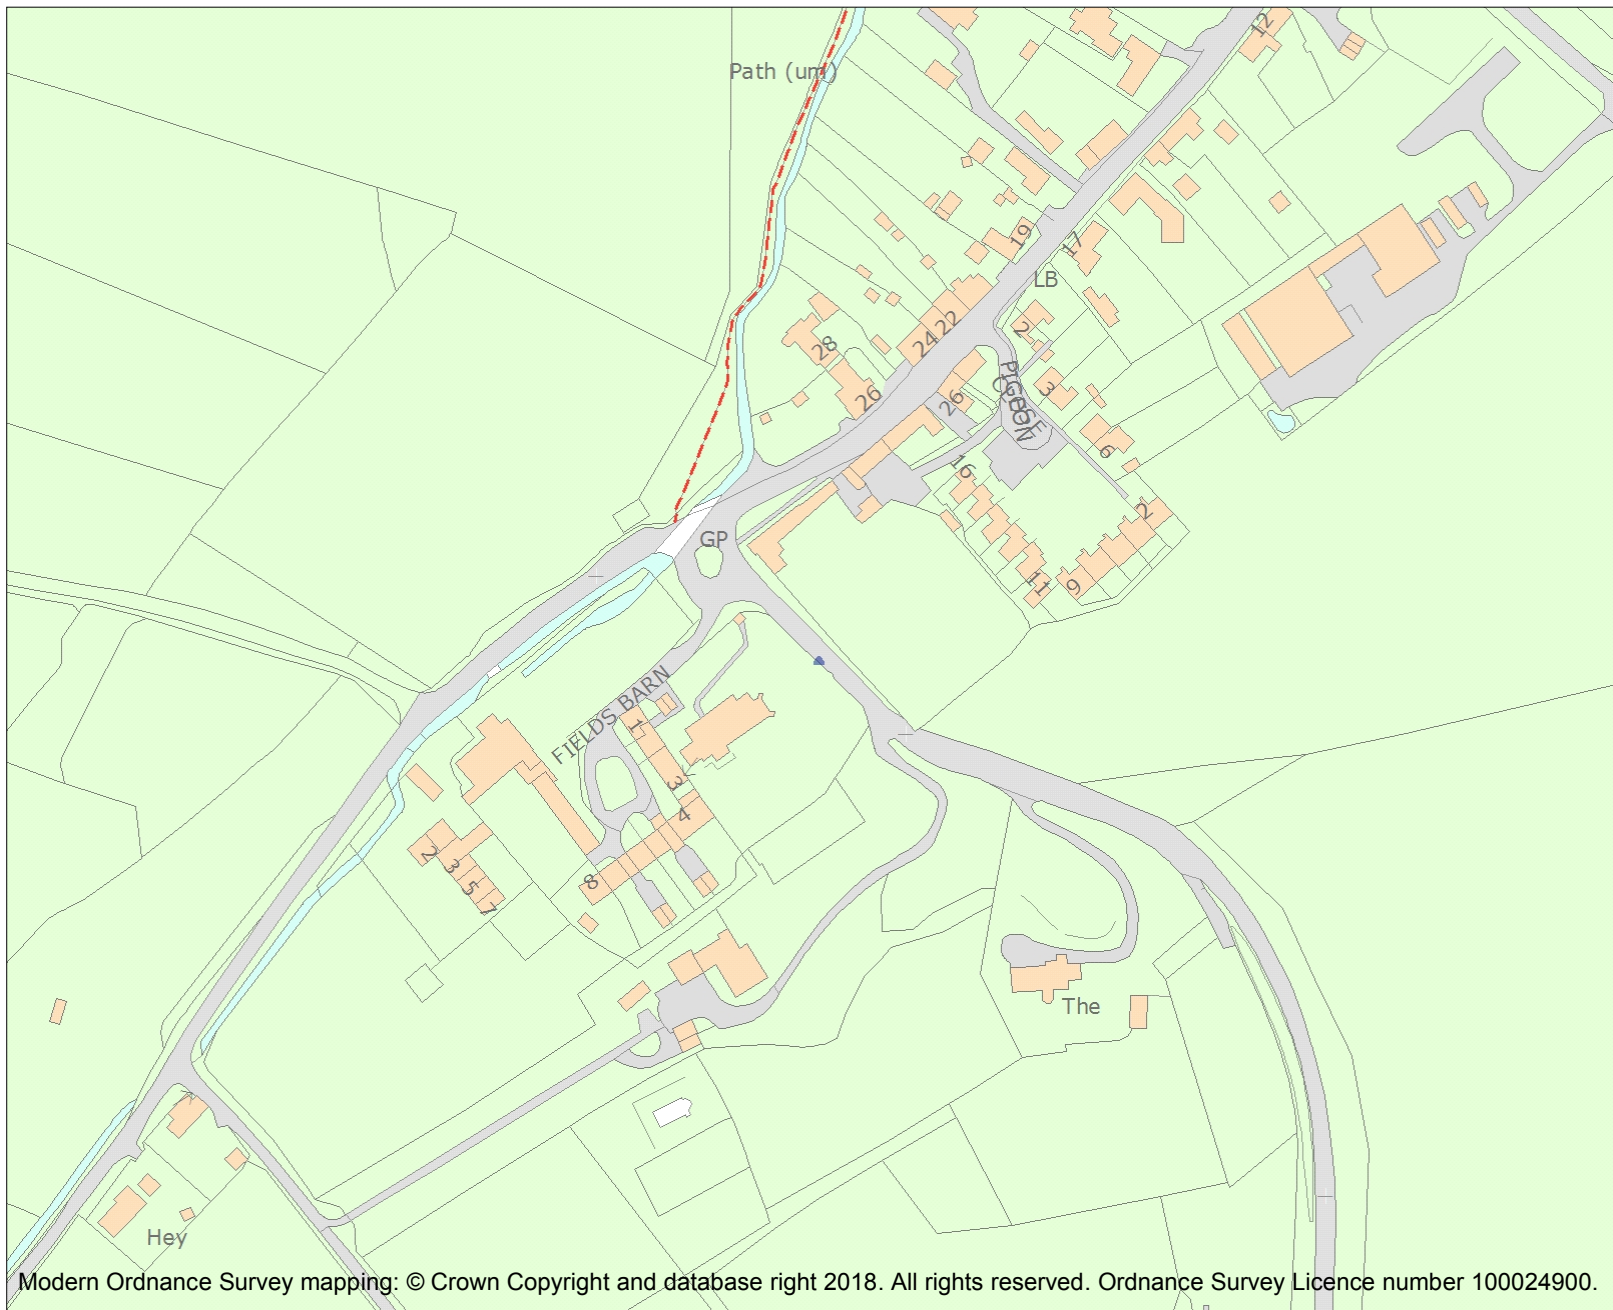 12
Path (um)
19
17
LB
22
2
24
28
PIGEON
CLOSE
3
26
26
6
16
2
GP
11
9
FIELDS BARN
1
3
4
2
3
5
7
8
The
Hey
Modern Ordnance Survey mapping: © Crown Copyright and database right 2018. All rights reserved. Ordnance Survey Licence number 100024900.